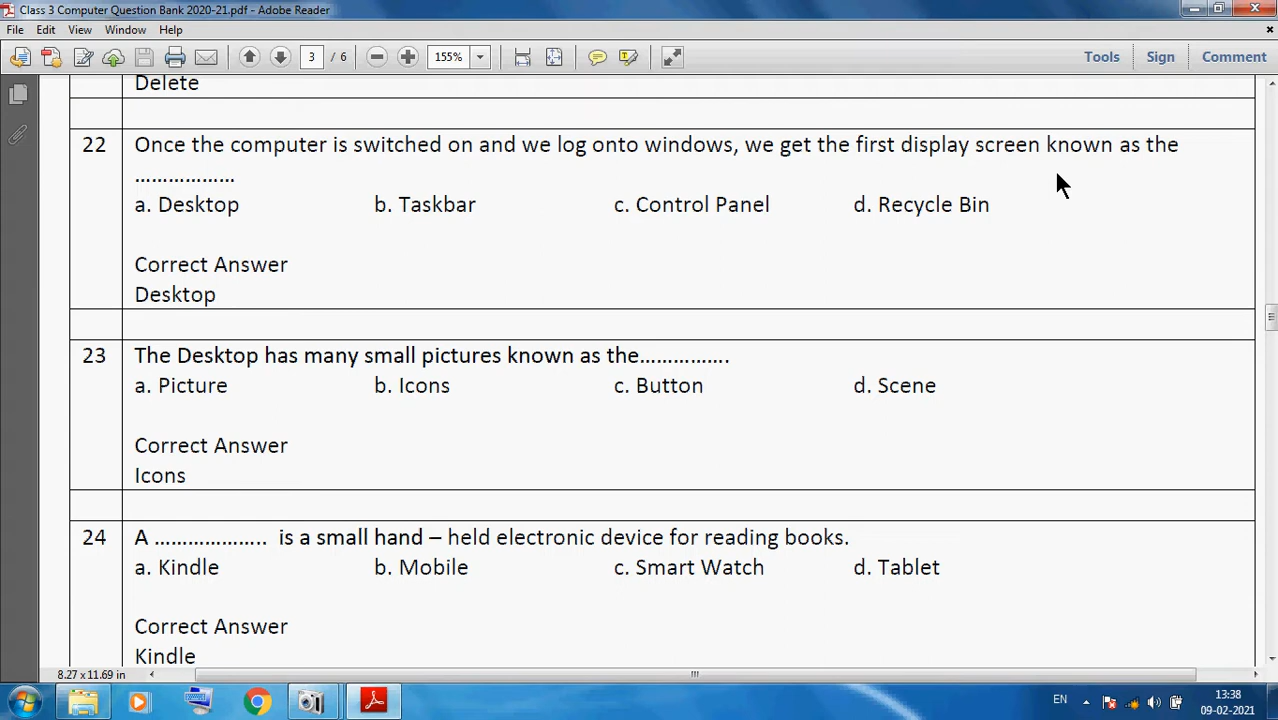 Class 3 Computer Question Bank 2020-21.pdf - Adobe Reader
File Edit View Window Help
3 / 6 155% Tools Sign Comment
Delete
22 Once the computer is switched on and we log onto windows, we get the first display screen known as the
………………
a. Desktop b. Taskbar c. Control Panel d. Recycle Bin
Correct Answer
Desktop
23 The Desktop has many small pictures known as the…………….
a. Picture b. Icons c. Button d. Scene
Correct Answer
Icons
24 A ……………….. is a small hand – held electronic device for reading books.
a. Kindle b. Mobile c. Smart Watch d. Tablet
Correct Answer
Kindle
8.27 x 11.69 in
EN 13:38
09-02-2021